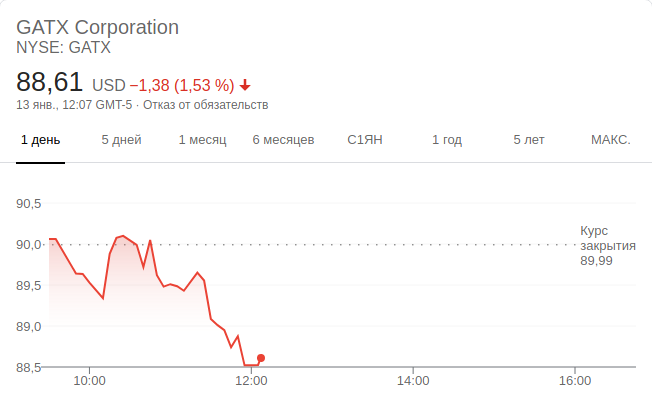 GATX Corporation
NYSE: GATX
88,61 USD −1,38 (1,53 %)
13 янв., 12:07 GMT-5 · Отказ от обязательств
1 день 5 дней 1 месяц 6 месяцев С1ЯН 1 год 5 лет МАКС.
90,5
90,0
89,5
89,0
88,5
Курс
закрытия
89,99
10:00 12:00 14:00 16:00